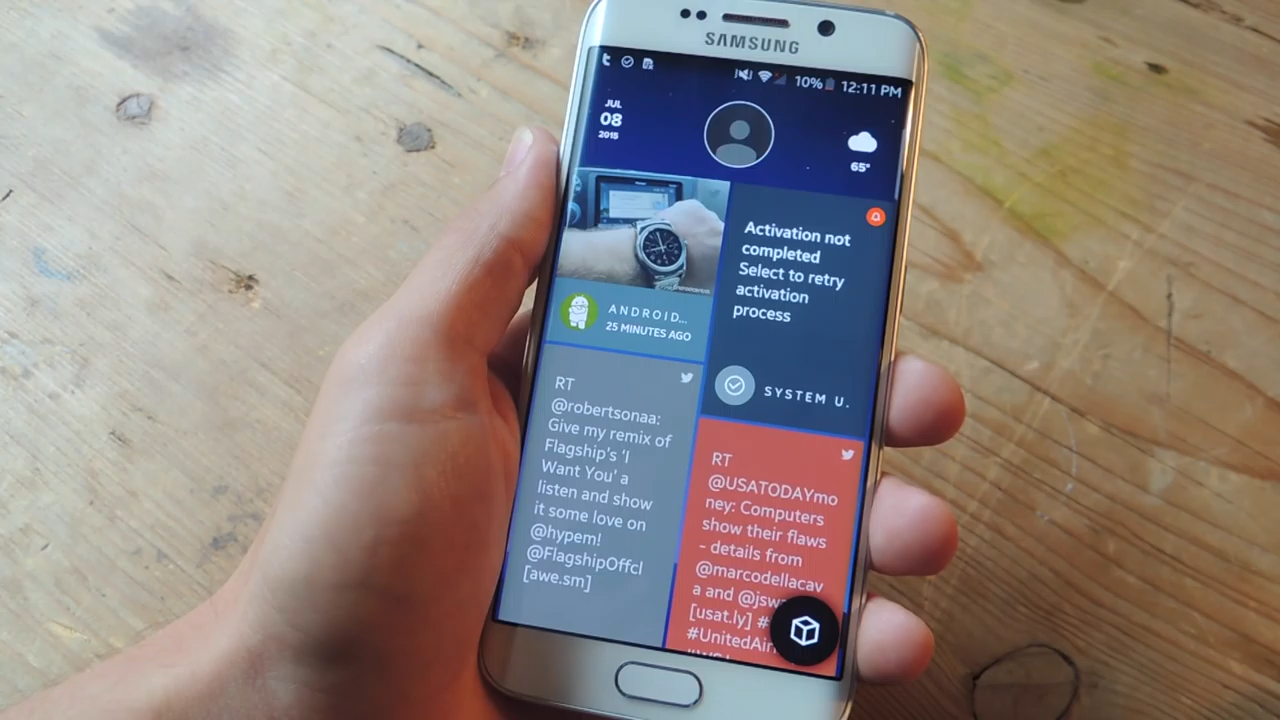 SAMSUNG
10% 12:11 PM
JUL
08
2015
65°
ANDROID...
25 MINUTES AGO
Activation not
completed
Select to retry
activation
process
SYSTEM U.
RT
@robertsonaa:
Give my remix of
Flagship's 'I
Want You' a
listen and show
it some love on
@hypem!
@FlagshipOffcl
[awe.sm]
RT
@USATODAYmo
ney: Computers
show their flaws
- details from
@marcodellacav
a and @jswa
[usat.ly] #
#UnitedAir